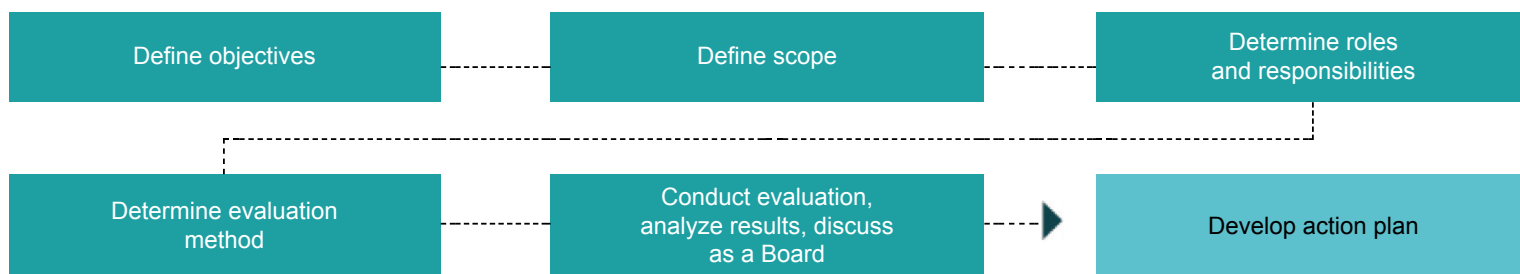 Define objectives
Define scope
Determine roles
and responsibilities
Determine evaluation
method
Conduct evaluation,
analyze results, discuss
as a Board
Develop action plan